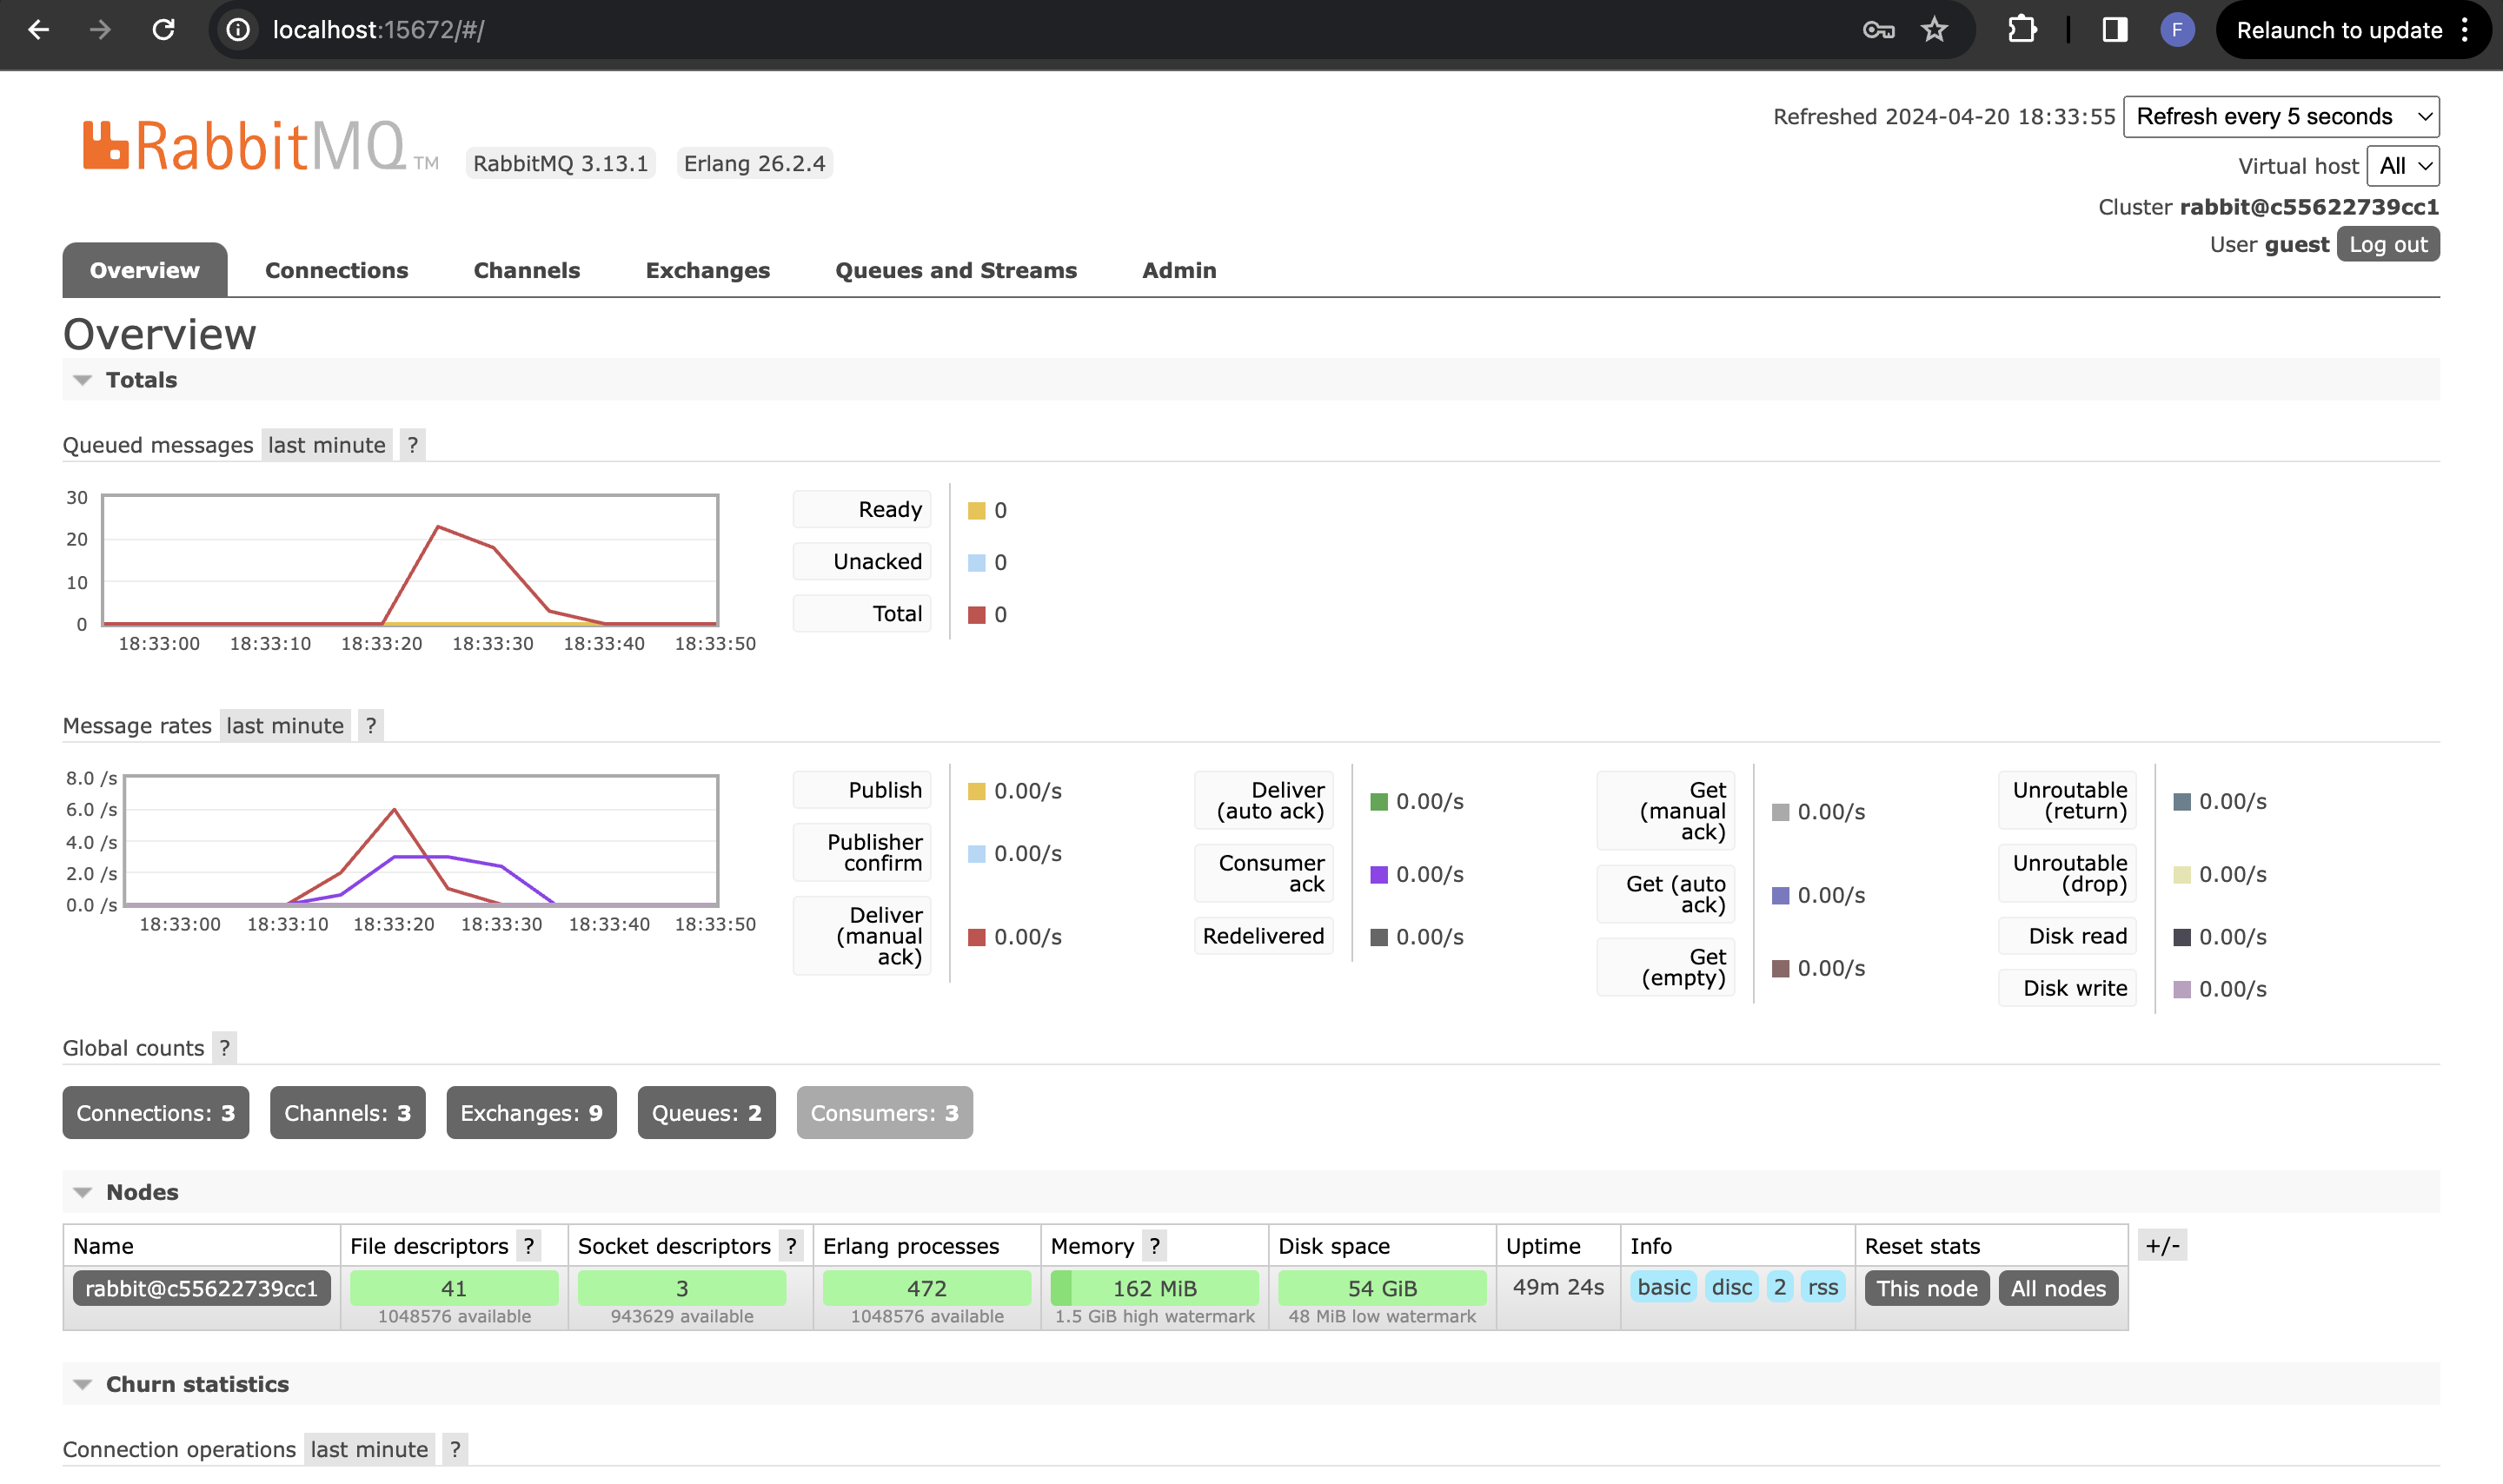 localhost:15672/#/
F
Relaunch to update
RabbitMQ TM
RabbitMQ 3.13.1
Erlang 26.2.4
Refreshed 2024-04-20 18:33:55
Refresh every 5 seconds
Virtual host All
Cluster rabbit@c55622739cc1
User guest Log out
Overview Connections Channels Exchanges Queues and Streams Admin
Overview
Totals
Queued messages last minute ?
30
20
10
0
18:33:00 18:33:10 18:33:20 18:33:30 18:33:40 18:33:50
Ready 0
Unacked 0
Total 0
Message rates last minute ?
8.0 /s
6.0 /s
4.0 /s
2.0 /s
0.0 /s
18:33:00 18:33:10 18:33:20 18:33:30 18:33:40 18:33:50
Publish 0.00/s
Publisher
confirm 0.00/s
Deliver
(manual
ack) 0.00/s
Deliver
(auto ack) 0.00/s
Consumer
ack 0.00/s
Redelivered 0.00/s
Get
(manual
ack) 0.00/s
Get (auto
ack) 0.00/s
Get
(empty) 0.00/s
Unroutable
(return) 0.00/s
Unroutable
(drop) 0.00/s
Disk read 0.00/s
Disk write 0.00/s
Global counts ?
Connections: 3 Channels: 3 Exchanges: 9 Queues: 2 Consumers: 3
Nodes
Name File descriptors ? Socket descriptors ? Erlang processes Memory ? Disk space Uptime Info Reset stats +/-
rabbit@c55622739cc1 41 3 472 162 MiB 54 GiB 49m 24s basic disc 2 rss This node All nodes
1048576 available 943629 available 1048576 available 1.5 GiB high watermark 48 MiB low watermark
Churn statistics
Connection operations last minute ?